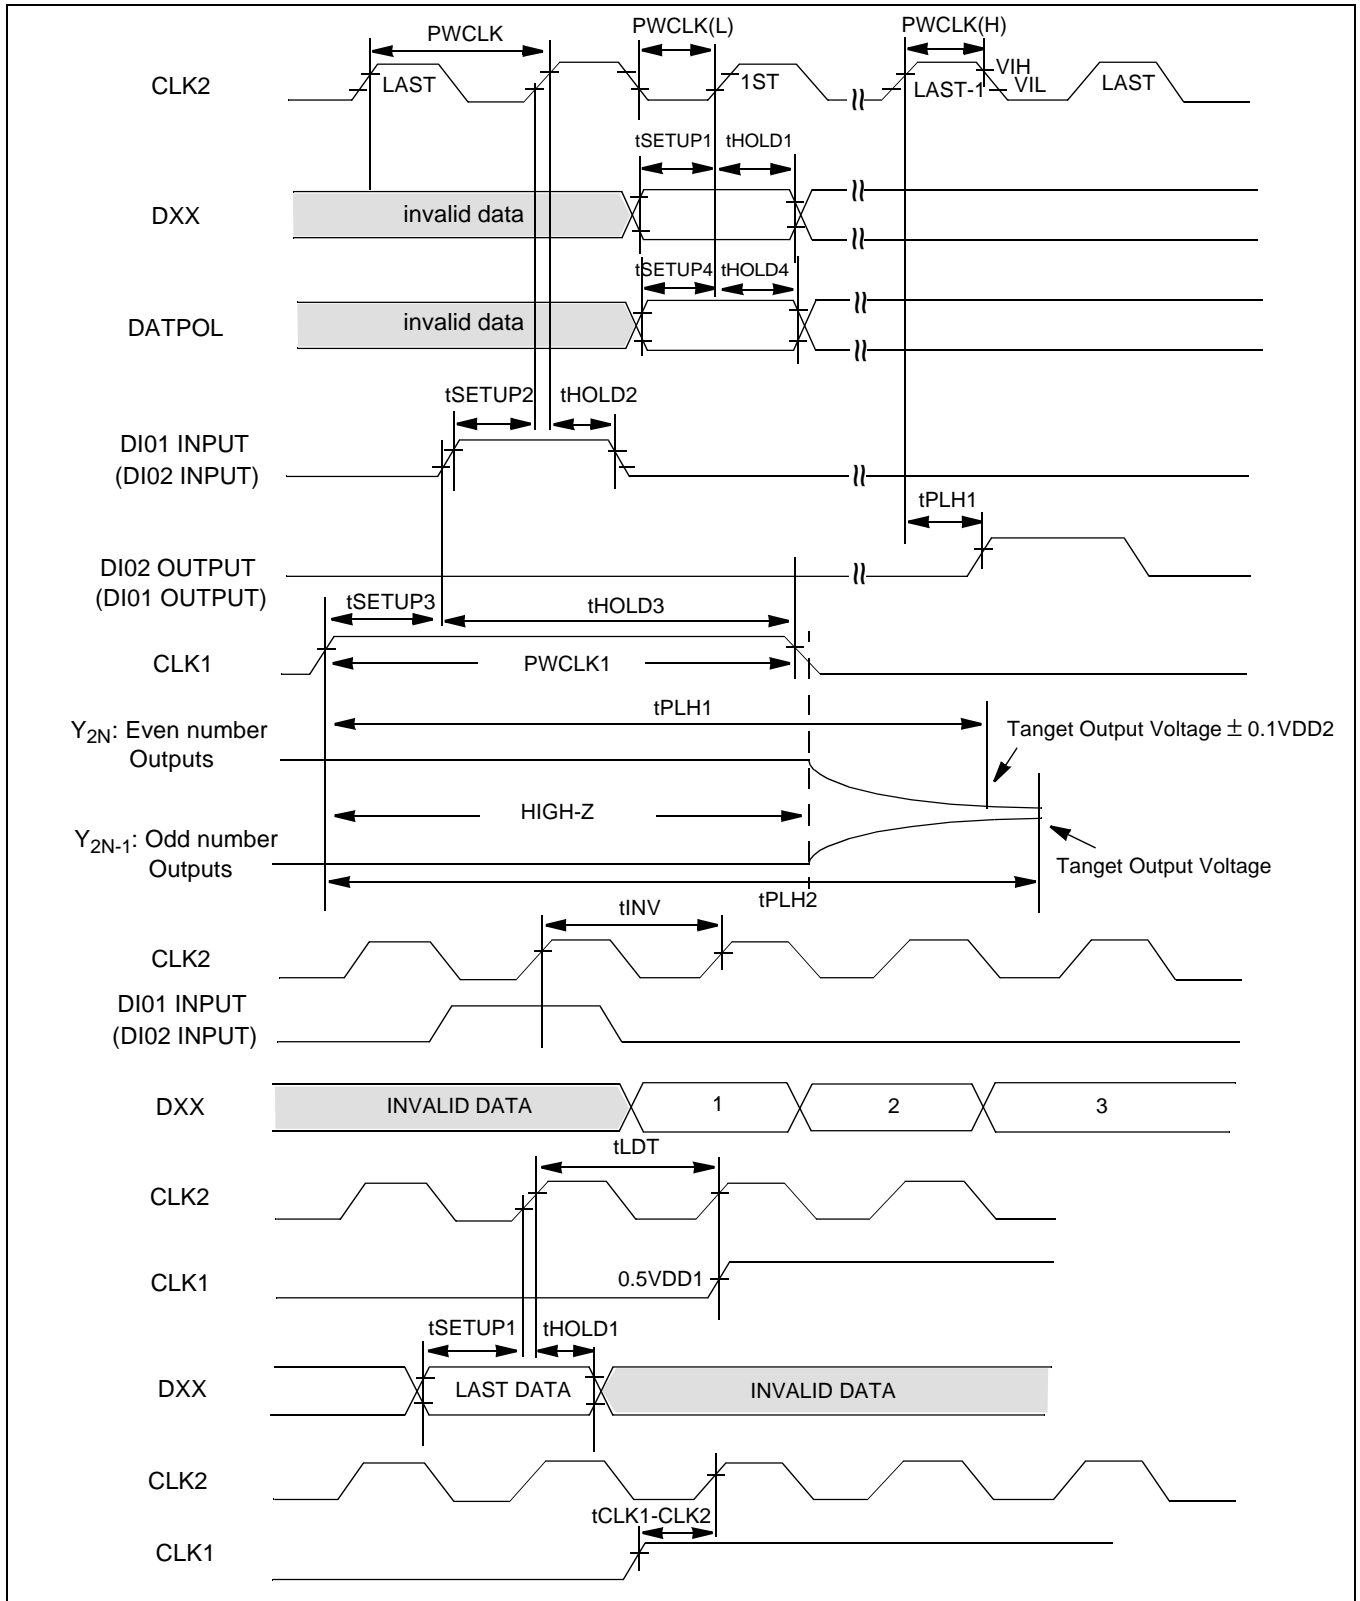 PWCLK
PWCLK(L)
PWCLK(H)
CLK2
LAST
1ST
LAST-1
VIH
VIL
LAST
tSETUP1
tHOLD1
DXX
invalid data
tSETUP4
tHOLD4
DATPOL
invalid data
tSETUP2
tHOLD2
DI01 INPUT
(DI02 INPUT)
tPLH1
DI02 OUTPUT
(DI01 OUTPUT)
tSETUP3
tHOLD3
CLK1
PWCLK1
tPLH1
Y2N: Even number
Outputs
Tanget Output Voltage ± 0.1VDD2
HIGH-Z
Y2N-1: Odd number
Outputs
Tanget Output Voltage
tPLH2
tINV
CLK2
DI01 INPUT
(DI02 INPUT)
DXX
INVALID DATA
1
2
3
tLDT
CLK2
CLK1
0.5VDD1
tSETUP1
tHOLD1
DXX
LAST DATA
INVALID DATA
CLK2
tCLK1-CLK2
CLK1